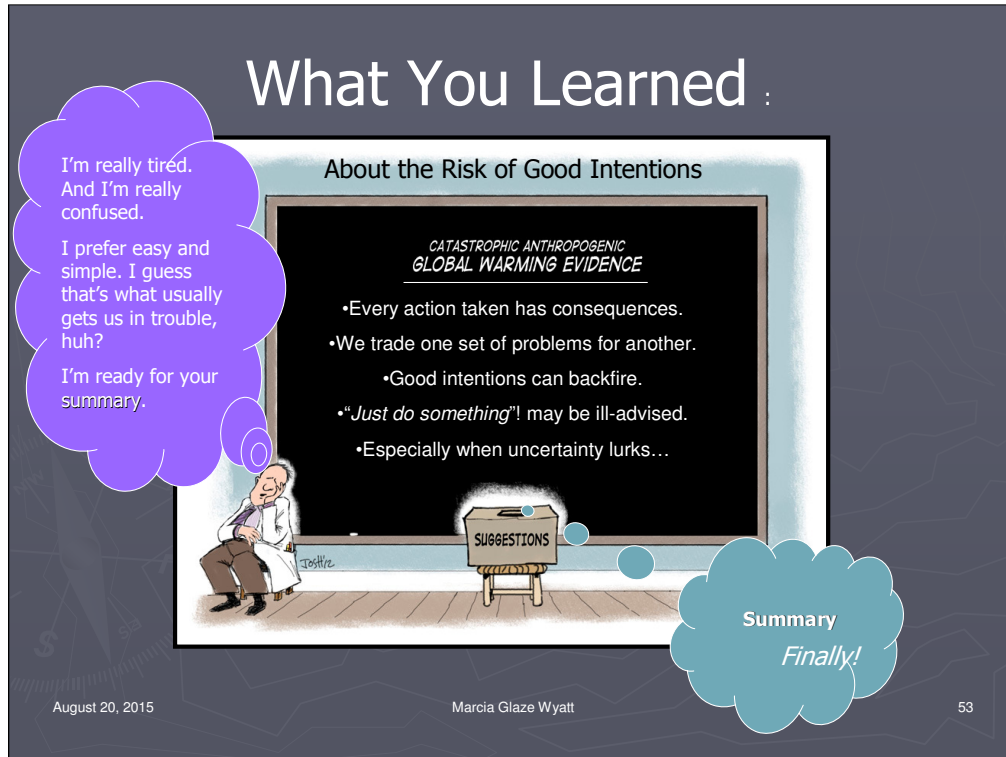 What You Learned :
I'm really tired.
And I'm really
confused.
I prefer easy and
simple. I guess
that's what usually
gets us in trouble,
huh?
I'm ready for your
summary.
About the Risk of Good Intentions
CATASTROPHIC ANTHROPOGENIC
GLOBAL WARMING EVIDENCE
•Every action taken has consequences.
•We trade one set of problems for another.
•Good intentions can backfire.
•“Just do something”! may be ill-advised.
•Especially when uncertainty lurks…
SUGGESTIONS
Josh'12
Summary
Finally!
August 20, 2015
Marcia Glaze Wyatt
53